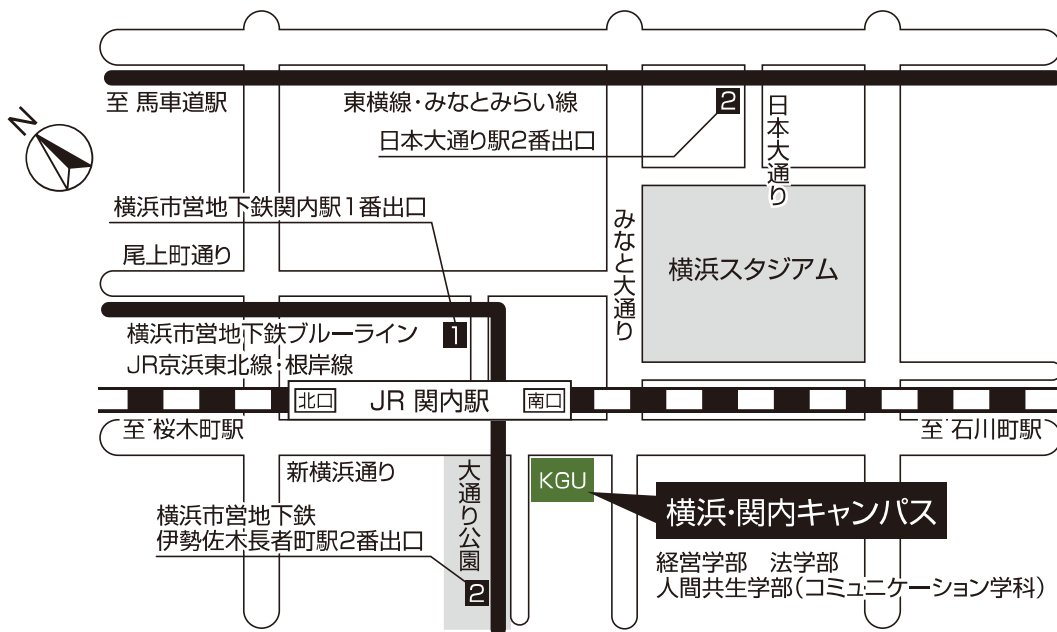 N
至 馬車道駅
東横線・みなとみらい線
2
日本大通り駅2番出口
日本大通り
横浜市営地下鉄関内駅1番出口
尾上町通り
みなと大通り
横浜スタジアム
横浜市営地下鉄ブルーライン
1
JR京浜東北線・根岸線
北口
JR 関内駅
南口
至 桜木町駅
至 石川町駅
新横浜通り
大通り公園
KGU
横浜・関内キャンパス
横浜市営地下鉄
伊勢佐木長者町駅2番出口
2
経営学部　法学部
人間共生学部(コミュニケーション学科)